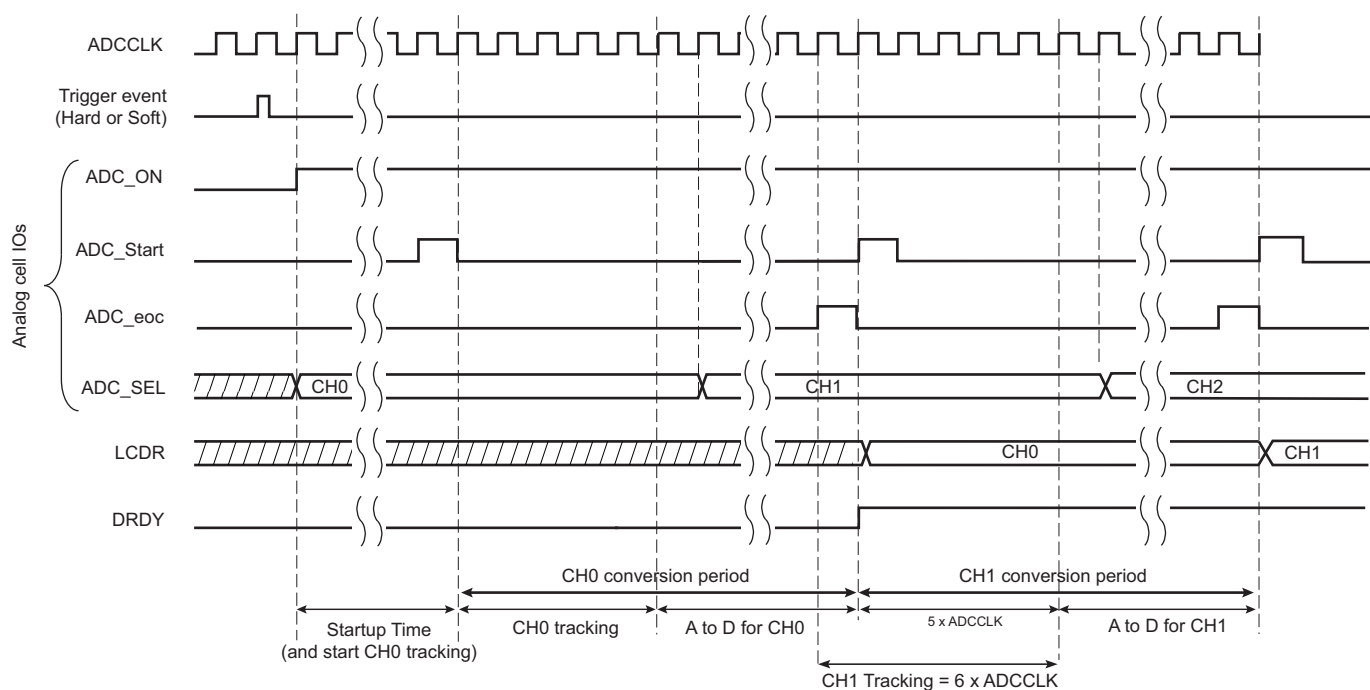 ADCCLK
Trigger event
(Hard or Soft)
Analog cell IOs
ADC_ON
ADC_Start
ADC_eoc
ADC_SEL
CH0
CH1
CH2
LCDR
CH0
CH1
DRDY
CH0 conversion period
CH1 conversion period
Startup Time
(and start CH0 tracking)
CH0 tracking
A to D for CH0
5 x ADCCLK
A to D for CH1
CH1 Tracking = 6 x ADCCLK